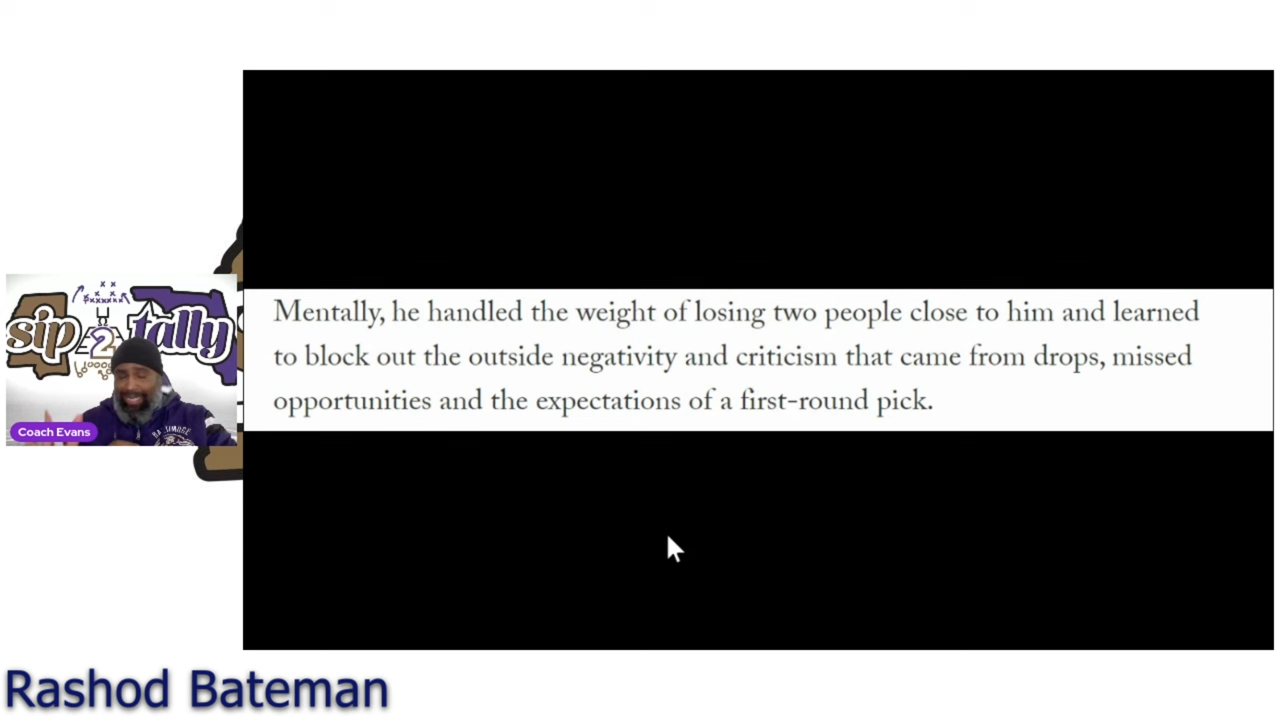 Mentally, he handled the weight of losing two people close to him and learned
to block out the outside negativity and criticism that came from drops, missed
opportunities and the expectations of a first-round pick.
sip
2
tally
BALTIMORE
Coach Evans
Rashod Bateman